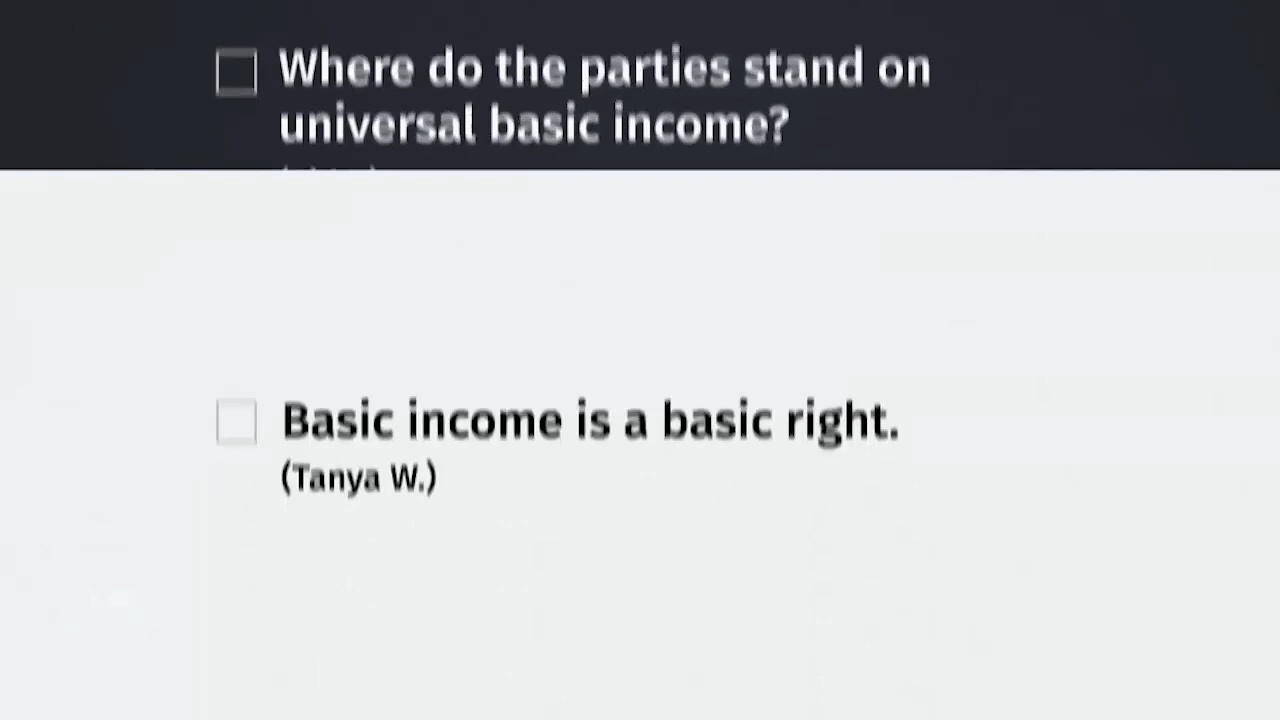 Where do the parties stand on
universal basic income?
Basic income is a basic right.
(Tanya W.)